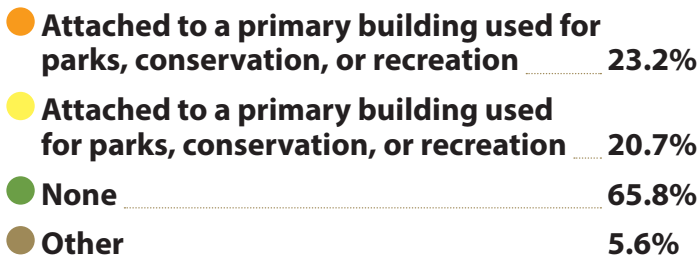 Attached to a primary building used for
parks, conservation, or recreation 23.2%
Attached to a primary building used
for parks, conservation, or recreation 20.7%
None 65.8%
Other 5.6%